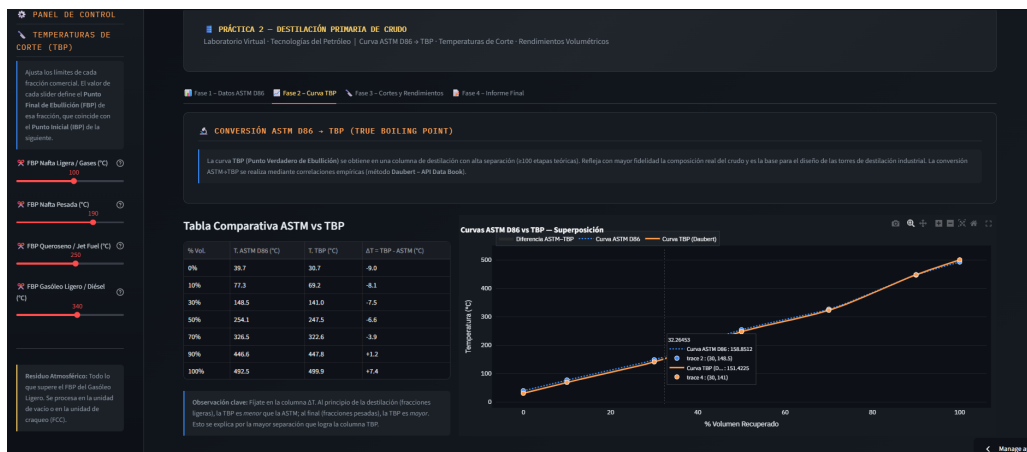 PANEL DE CONTROL
TEMPERATURAS DE
CORTE (TBP)
Ajusta los límites de cada
fracción comercial. El valor de
cada slider define el Punto
Final de Ebullición (FBP) de
esa fracción, que coincide con
el Punto Inicial (IBP) de la
siguiente.
FBP Nafta Ligera / Gases (°C)
100
FBP Nafta Pesada (°C)
190
FBP Queroseno / Jet Fuel (°C)
250
FBP Gasóleo Ligero / Diésel
(°C)
340
Residuo Atmosférico: Todo lo
que supere el FBP del Gasóleo
Ligero. Se procesa en la unidad
de vacío o en la unidad de
craqueo (FCC).
PRÁCTICA 2 — DESTILACIÓN PRIMARIA DE CRUDO
Laboratorio Virtual · Tecnologías del Petróleo | Curva ASTM D86 → TBP · Temperaturas de Corte · Rendimientos Volumétricos
Fase 1 – Datos ASTM D86 Fase 2 – Curva TBP Fase 3 – Cortes y Rendimientos Fase 4 – Informe Final
CONVERSIÓN ASTM D86 → TBP (TRUE BOILING POINT)
La curva TBP (Punto Verdadero de Ebullición) se obtiene en una columna de destilación con alta separación (≥100 etapas teóricas). Refleja con mayor fidelidad la composición real del crudo y es la base para el diseño de las torres de destilación industrial. La conversión
ASTM→TBP se realiza mediante correlaciones empíricas (método Daubert – API Data Book).
Tabla Comparativa ASTM vs TBP
% Vol. T. ASTM D86 (°C) T. TBP (°C) ΔT = TBP - ASTM (°C)
0% 39.7 30.7 -9.0
10% 77.3 69.2 -8.1
30% 148.5 141.0 -7.5
50% 254.1 247.5 -6.6
70% 326.5 322.6 -3.9
90% 446.6 447.8 +1.2
100% 492.5 499.9 +7.4
Observación clave: Fíjate en la columna ΔT. Al principio de la destilación (fracciones
ligeras), la TBP es menor que la ASTM; al final (fracciones pesadas), la TBP es mayor.
Esto se explica por la mayor separación que logra la columna TBP.
Curvas ASTM D86 vs TBP — Superposición
Diferencia ASTM–TBP Curva ASTM D86 Curva TBP (Daubert)
500
400
300
200
100
0
Temperatura (°C)
32.26453
Curva ASTM D86 : 158.8512
trace 2 : (30, 148.5)
Curva TBP (D... : 151.4225
trace 4 : (30, 141)
0 20 40 60 80 100
% Volumen Recuperado
Manage a